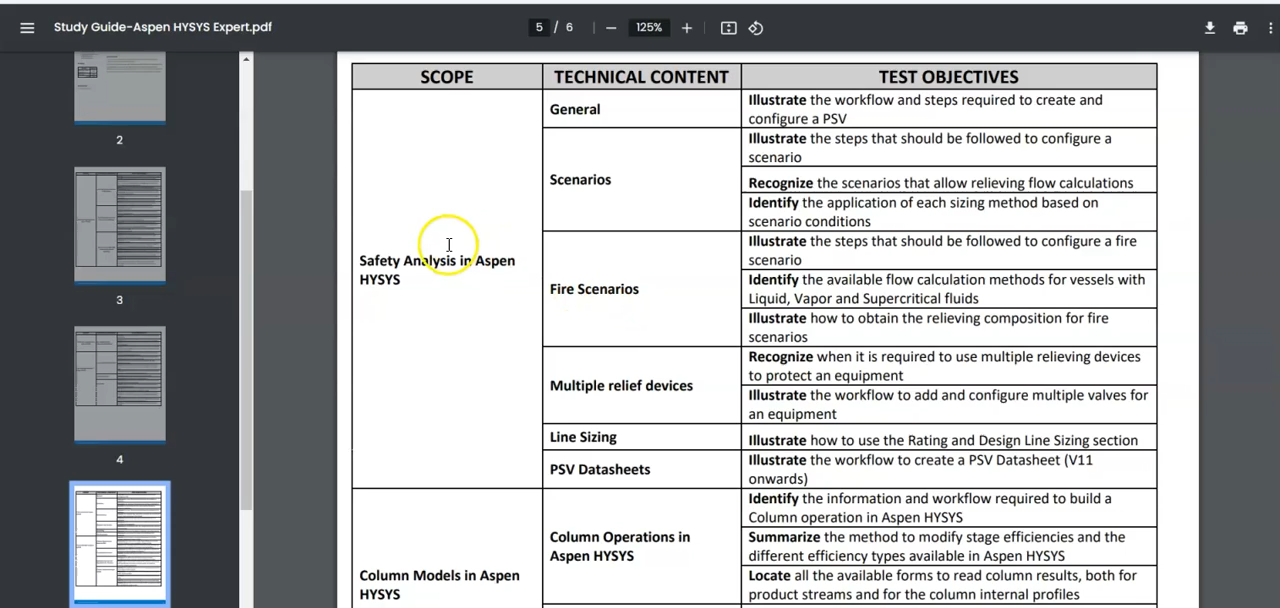 Study Guide-Aspen HYSYS Expert.pdf
5 / 6
125%
2
3
4
SCOPE
TECHNICAL CONTENT
TEST OBJECTIVES
Safety Analysis in Aspen
HYSYS
General
Illustrate the workflow and steps required to create and
configure a PSV
Scenarios
Illustrate the steps that should be followed to configure a
scenario
Recognize the scenarios that allow relieving flow calculations
Identify the application of each sizing method based on
scenario conditions
Fire Scenarios
Illustrate the steps that should be followed to configure a fire
scenario
Identify the available flow calculation methods for vessels with
Liquid, Vapor and Supercritical fluids
Illustrate how to obtain the relieving composition for fire
scenarios
Multiple relief devices
Recognize when it is required to use multiple relieving devices
to protect an equipment
Illustrate the workflow to add and configure multiple valves for
an equipment
Line Sizing
Illustrate how to use the Rating and Design Line Sizing section
PSV Datasheets
Illustrate the workflow to create a PSV Datasheet (V11
onwards)
Column Models in Aspen
HYSYS
Column Operations in
Aspen HYSYS
Identify the information and workflow required to build a
Column operation in Aspen HYSYS
Summarize the method to modify stage efficiencies and the
different efficiency types available in Aspen HYSYS
Locate all the available forms to read column results, both for
product streams and for the column internal profiles